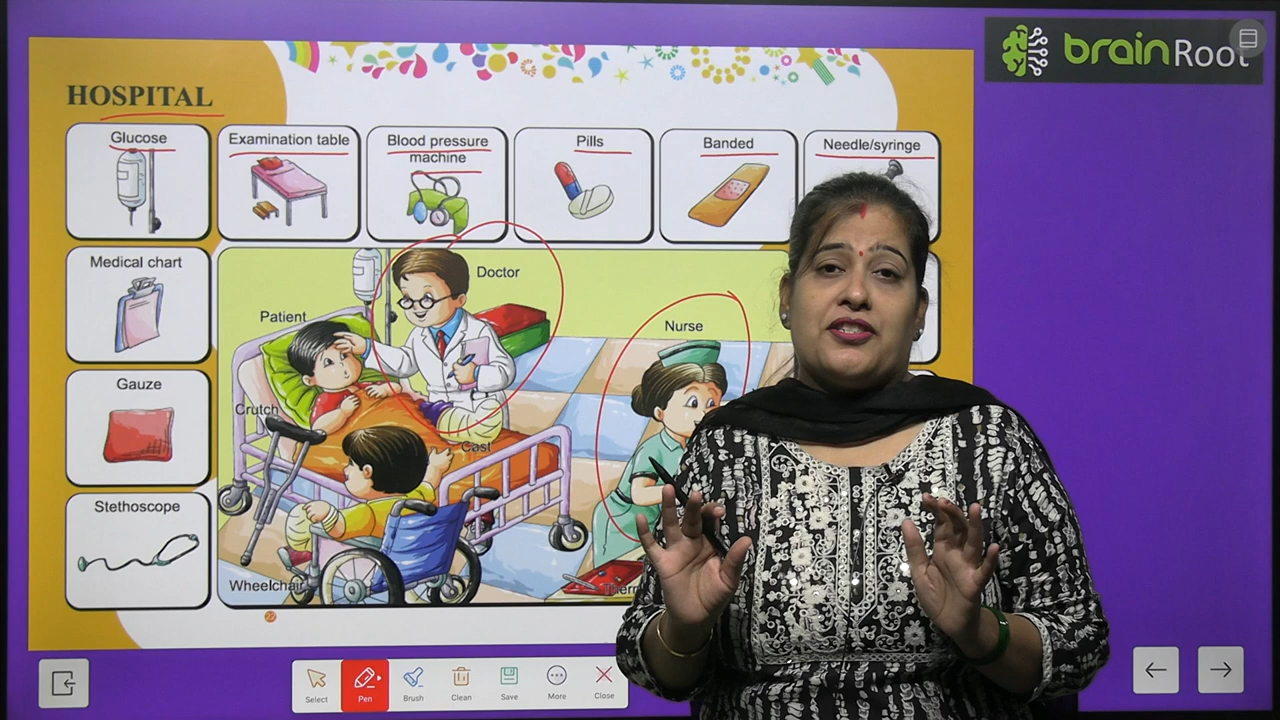 brainRoot
HOSPITAL
Glucose
Examination table
Blood pressure
machine
Pills
Banded
Needle/syringe
Medical chart
Doctor
Patient
Nurse
Gauze
Crutch
Cast
Stethoscope
Wheelchair
Select
Pen
Brush
Clean
Save
More
Close